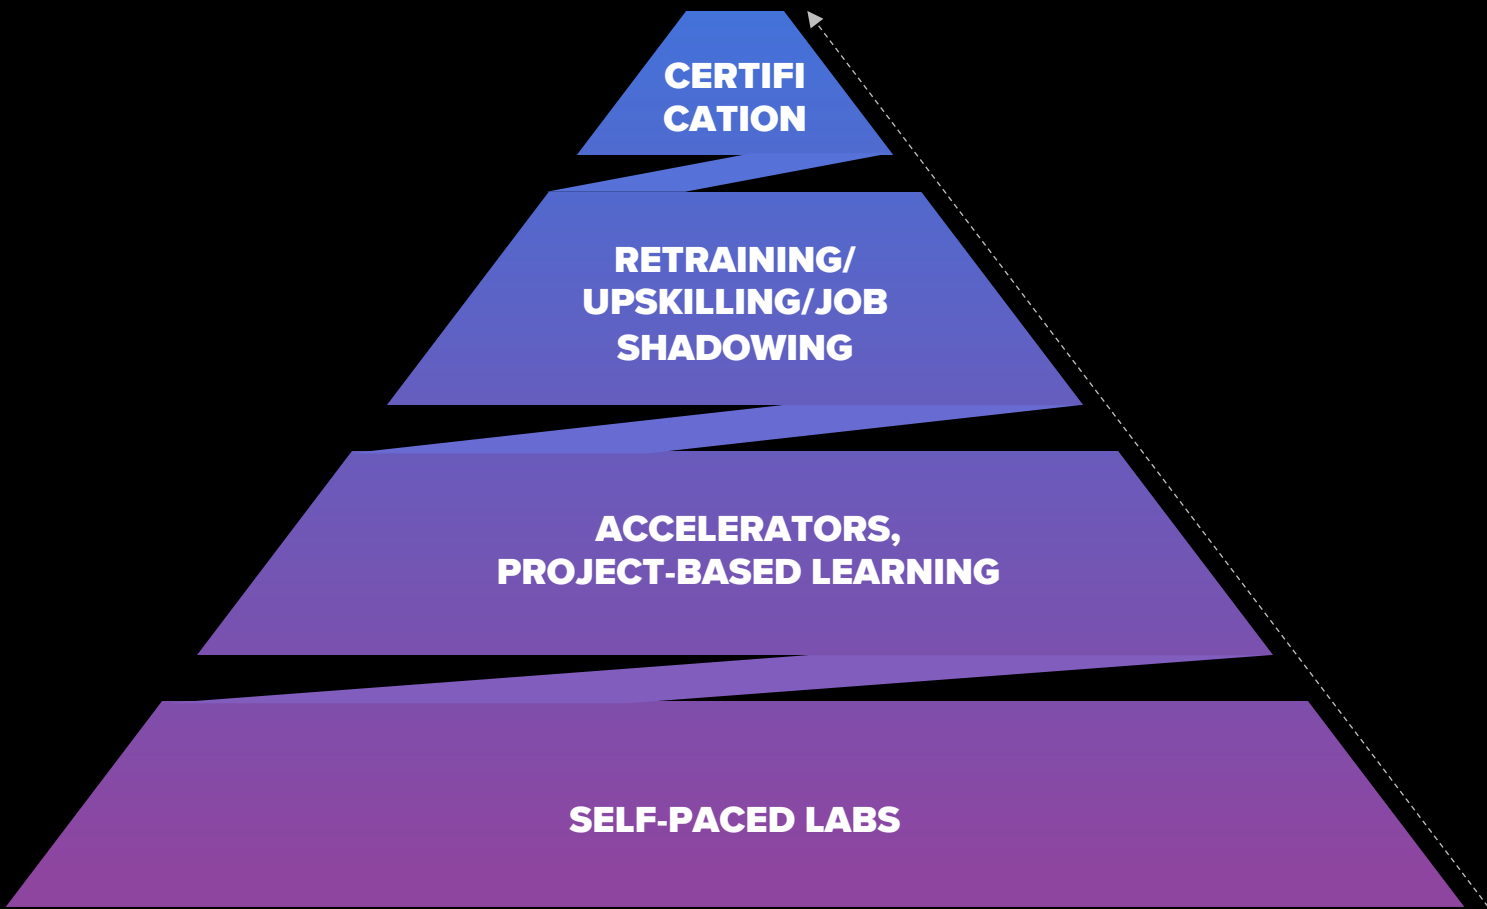 CERTIFI
CATION
RETRAINING/
UPSKILLING/JOB
SHADOWING
ACCELERATORS,
PROJECT-BASED LEARNING
SELF-PACED LABS